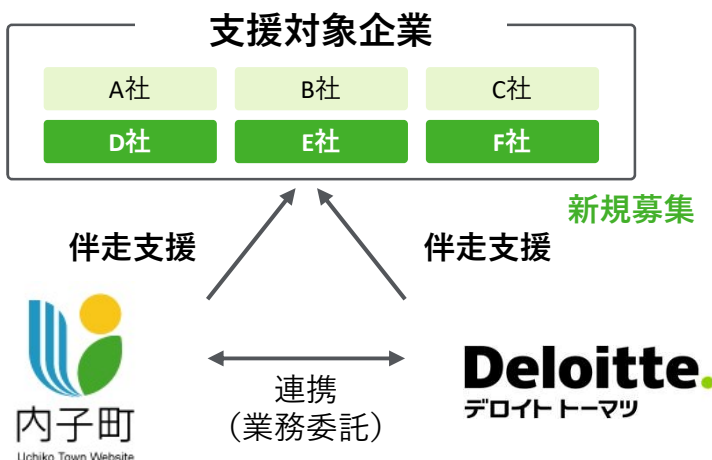 支援対象企業
A社
B社
C社
D社
E社
F社
新規募集
伴走支援
伴走支援
内子町
Uchiko Town Website
連携
（業務委託）
Deloitte.
デロイト トーマツ